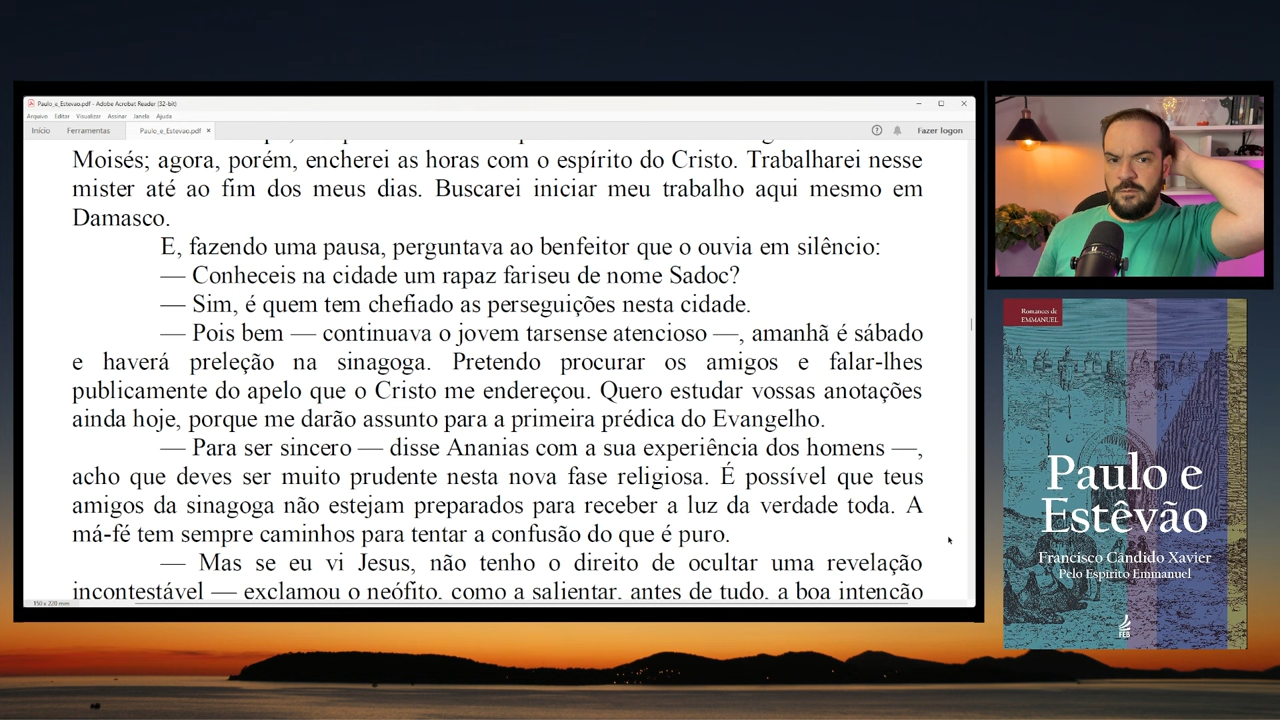 Paulo_e_Estevao.pdf - Adobe Acrobat Reader (32-bit)
Arquivo Editar Visualizar Assinar Janela Ajuda
Início Ferramentas Paulo_e_Estevao.pdf × Fazer logon
Moisés; agora, porém, encherei as horas com o espírito do Cristo. Trabalharei nesse
mister até ao fim dos meus dias. Buscarei iniciar meu trabalho aqui mesmo em
Damasco.
E, fazendo uma pausa, perguntava ao benfeitor que o ouvia em silêncio:
— Conheceis na cidade um rapaz fariseu de nome Sadoc?
— Sim, é quem tem chefiado as perseguições nesta cidade.
— Pois bem — continuava o jovem tarsense atencioso —, amanhã é sábado
e haverá preleção na sinagoga. Pretendo procurar os amigos e falar-lhes
publicamente do apelo que o Cristo me endereçou. Quero estudar vossas anotações
ainda hoje, porque me darão assunto para a primeira prédica do Evangelho.
— Para ser sincero — disse Ananias com a sua experiência dos homens —,
acho que deves ser muito prudente nesta nova fase religiosa. É possível que teus
amigos da sinagoga não estejam preparados para receber a luz da verdade toda. A
má-fé tem sempre caminhos para tentar a confusão do que é puro.
— Mas se eu vi Jesus, não tenho o direito de ocultar uma revelação
incontestável — exclamou o neófito, como a salientar, antes de tudo, a boa intenção
150 x 220 mm
Romances de
EMMANUEL
Paulo e
Estêvão
Francisco Cândido Xavier
Pelo Espírito Emmanuel
FEB